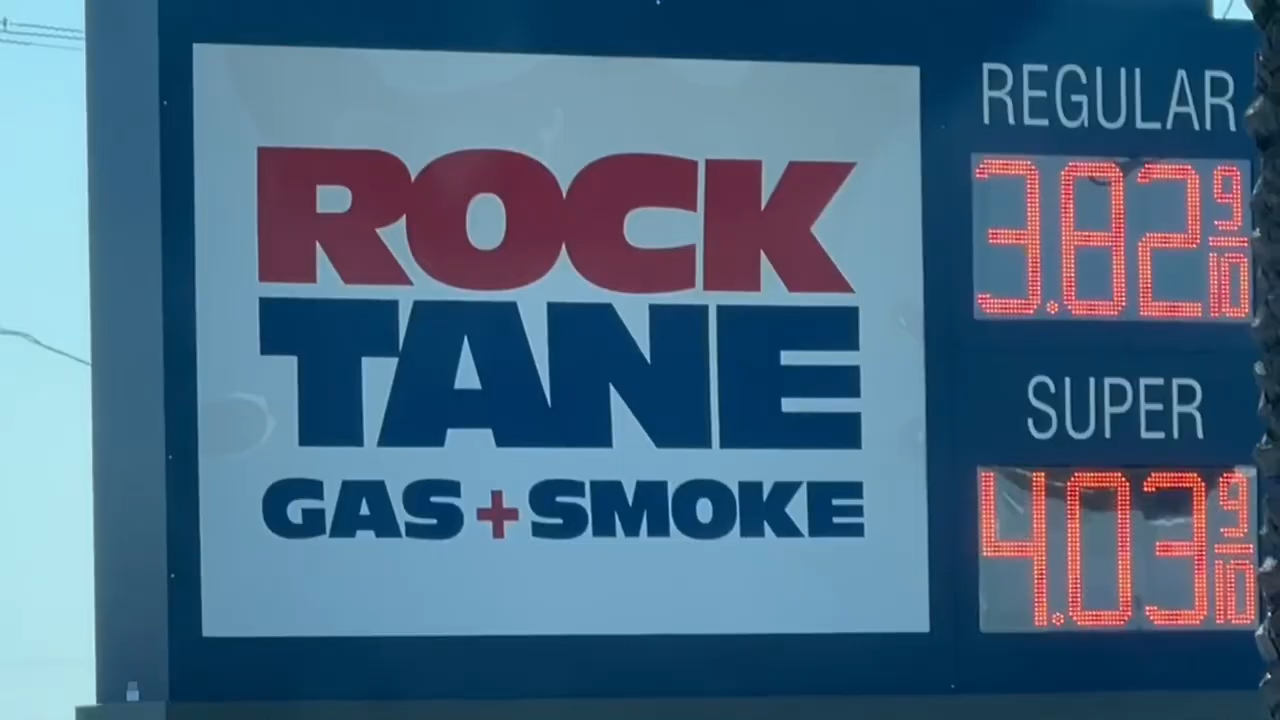 ROCK
TANE
GAS+SMOKE
REGULAR
3.82 9/10
SUPER
4.03 9/10